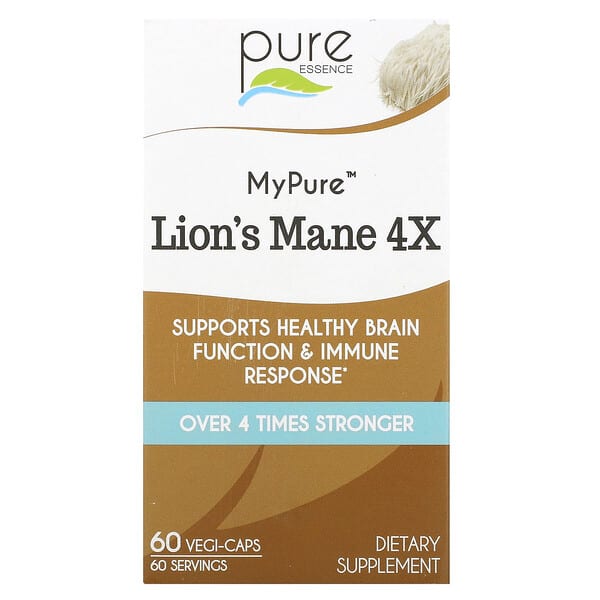 pure
ESSENCE
MyPure™
Lion's Mane 4X
SUPPORTS HEALTHY BRAIN
FUNCTION & IMMUNE
RESPONSE*
OVER 4 TIMES STRONGER
60 VEGI-CAPS
60 SERVINGS
DIETARY
SUPPLEMENT